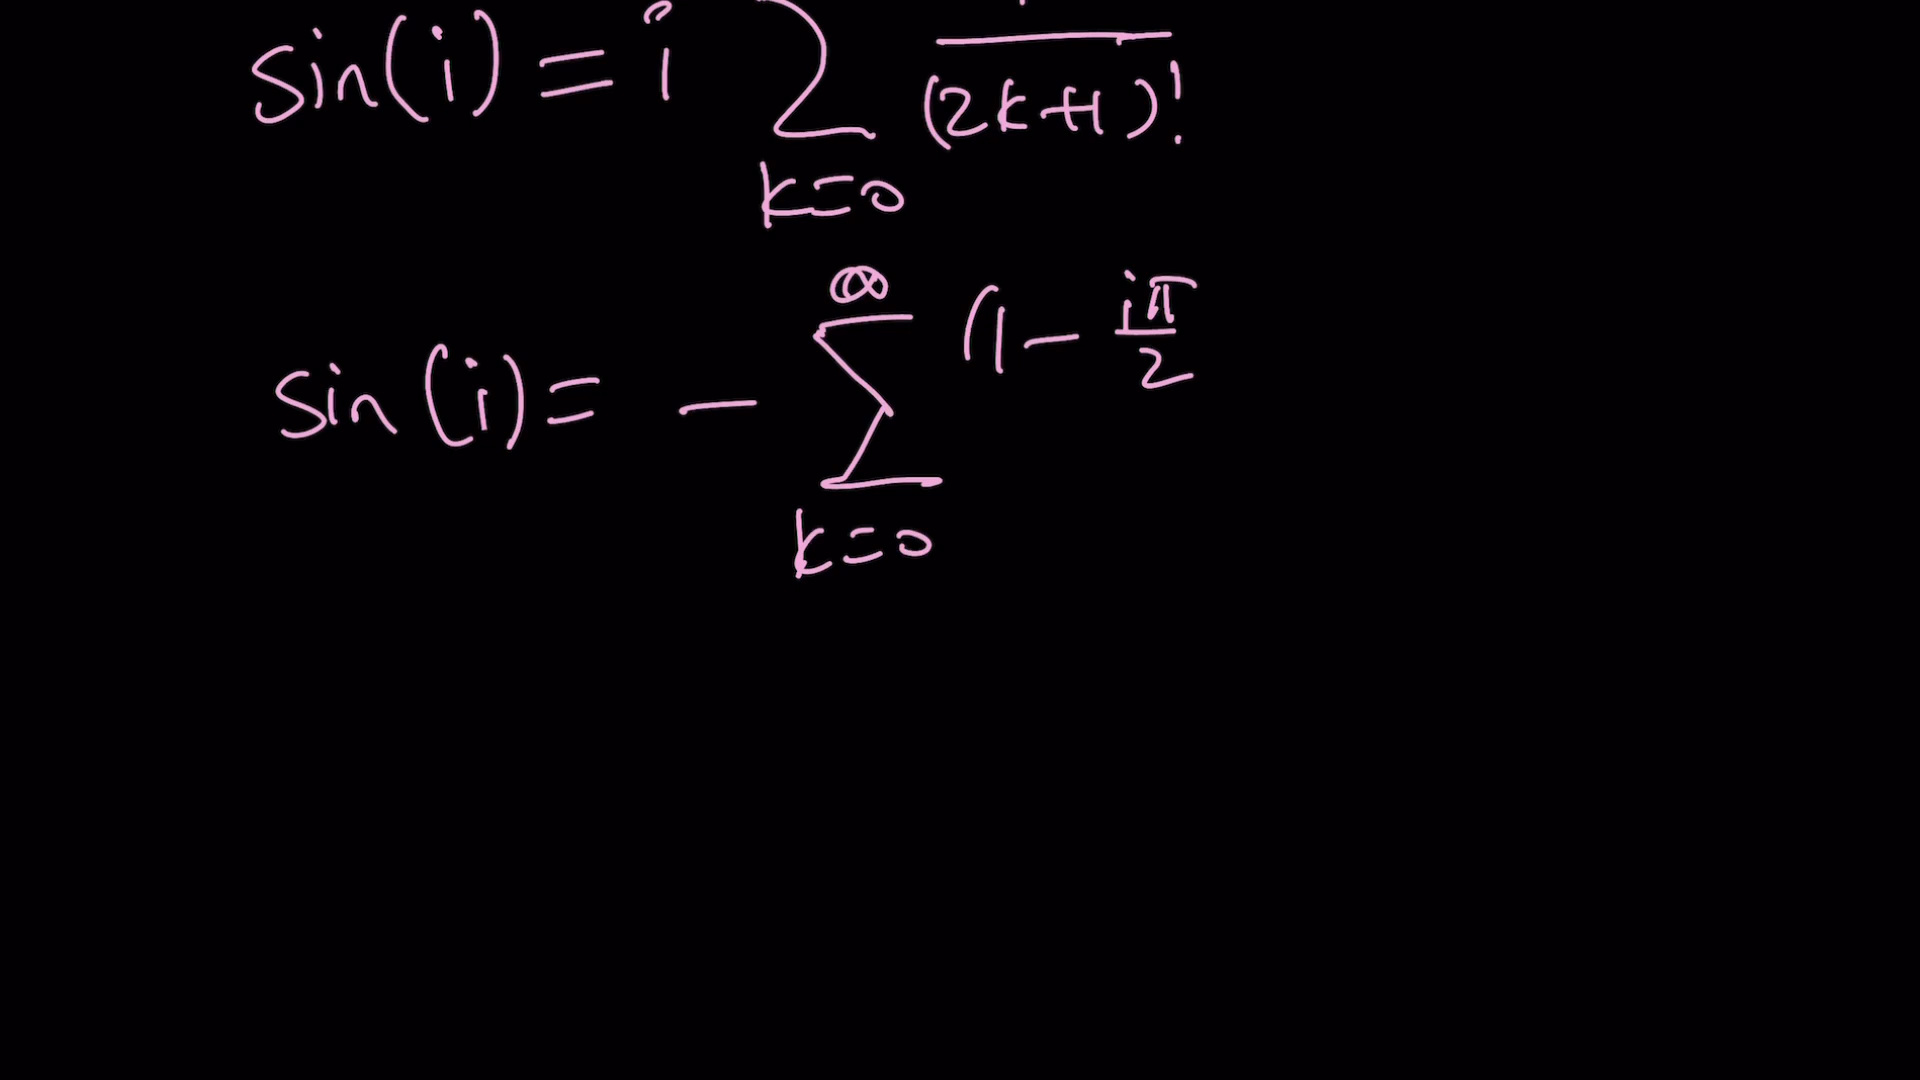 sin(i) = i ∑ k=0 —/(2k+1)!
sin(i) = - ∑ k=0 ∞ (1 - iπ/2